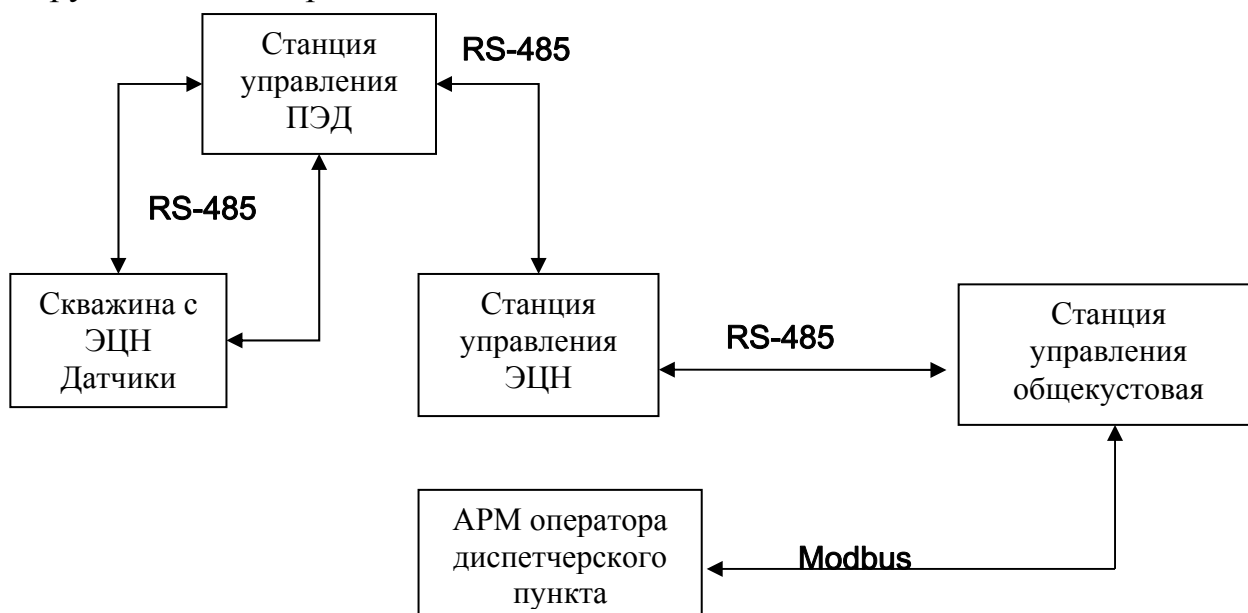 Станция
управления
ПЭД
RS-485
RS-485
Скважина с
ЭЦН
Датчики
Станция
управления
ЭЦН
RS-485
Станция
управления
общекустовая
АРМ оператора
диспетчерского
пункта
Modbus